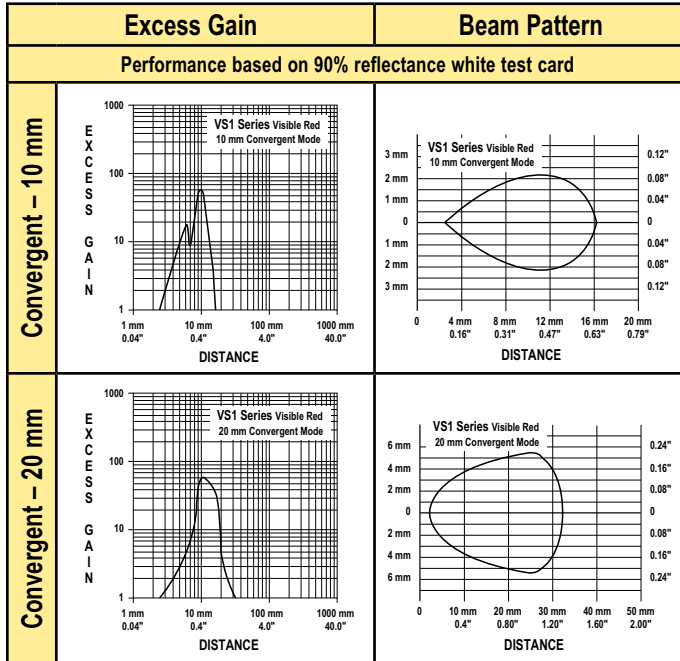 Excess Gain
Beam Pattern
Performance based on 90% reflectance white test card
Convergent – 10 mm
EXCESS GAIN
1000
100
10
1
VS1 Series Visible Red
10 mm Convergent Mode
1 mm 10 mm 100 mm 1000 mm
0.04" 0.4" 4.0" 40.0"
DISTANCE
VS1 Series Visible Red
10 mm Convergent Mode
3 mm 0.12"
2 mm 0.08"
1 mm 0.04"
0 0
1 mm 0.04"
2 mm 0.08"
3 mm 0.12"
0 4 mm 8 mm 12 mm 16 mm 20 mm
0.16" 0.31" 0.47" 0.63" 0.79"
DISTANCE
Convergent – 20 mm
EXCESS GAIN
1000
100
10
1
VS1 Series Visible Red
20 mm Convergent Mode
1 mm 10 mm 100 mm 1000 mm
0.04" 0.4" 4.0" 40.0"
DISTANCE
VS1 Series Visible Red
20 mm Convergent Mode
6 mm 0.24"
4 mm 0.16"
2 mm 0.08"
0 0
2 mm 0.08"
4 mm 0.16"
6 mm 0.24"
0 10 mm 20 mm 30 mm 40 mm 50 mm
0.4" 0.80" 1.20" 1.60" 2.00"
DISTANCE